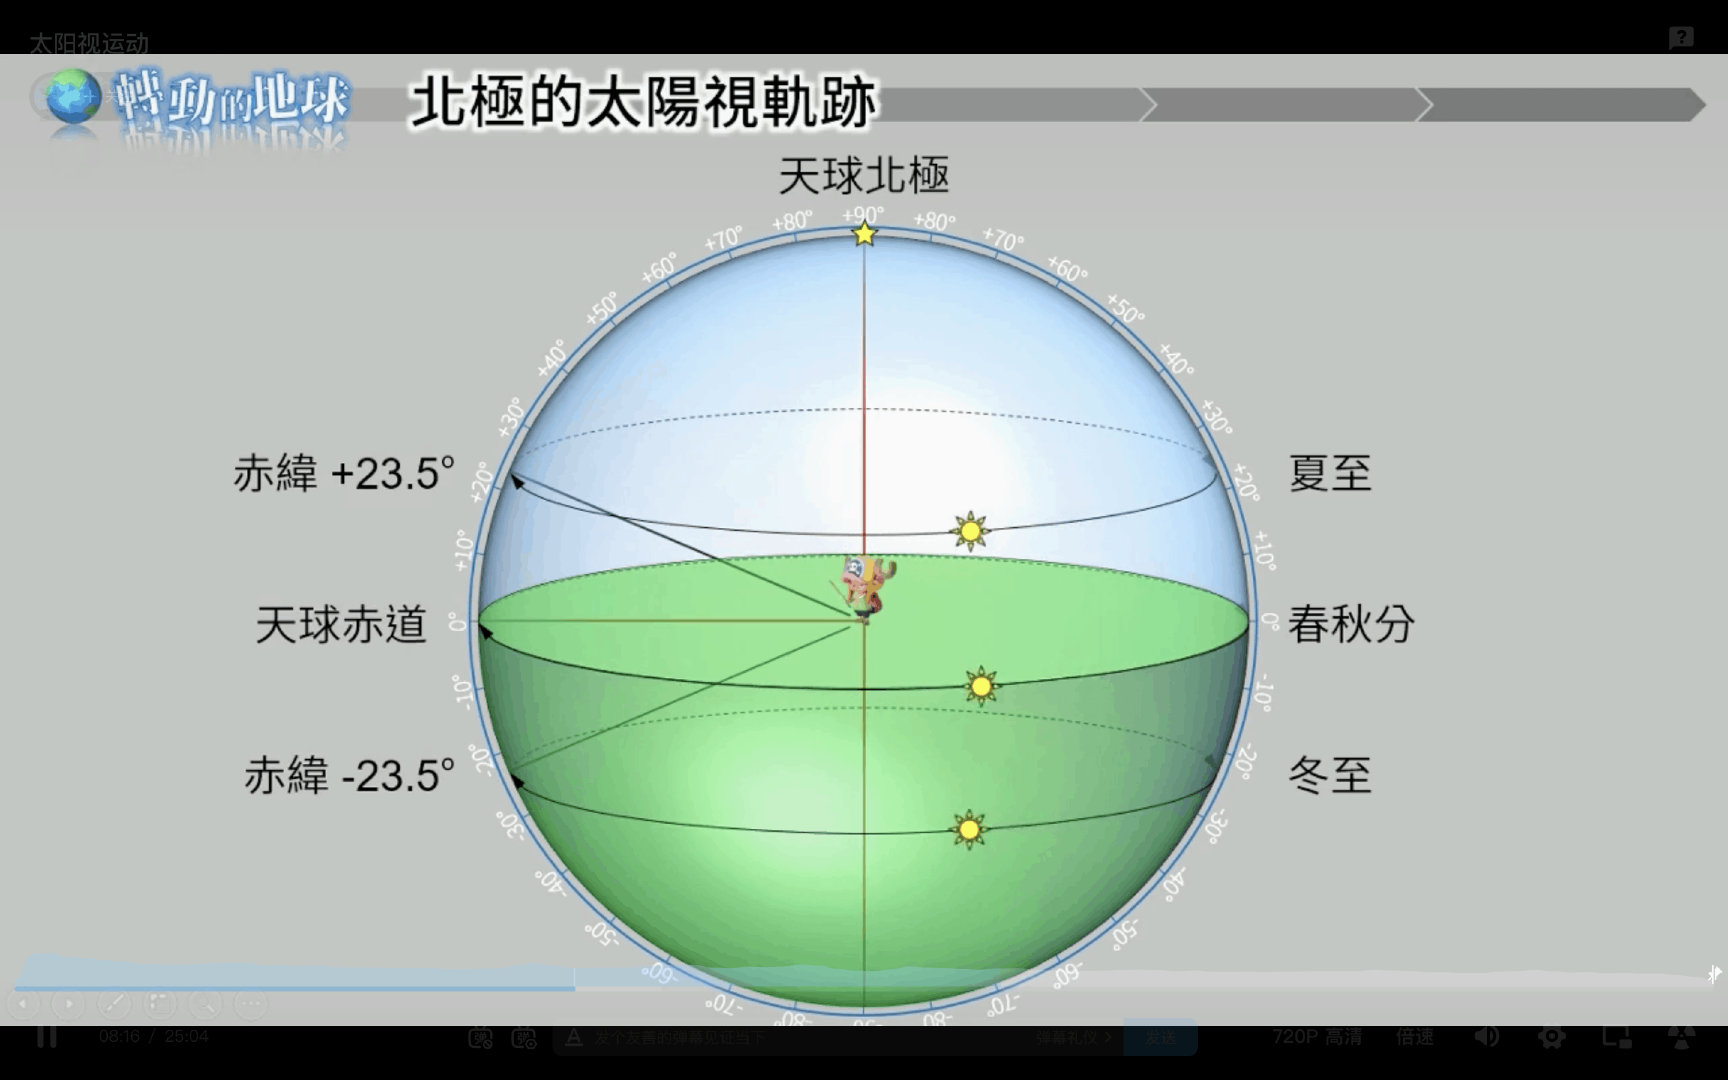 太阳视运动
轉動的地球
北極的太陽視軌跡
天球北極
+90°
+80° +80°
+70° +70°
+60° +60°
+50° +50°
+40° +40°
+30° +30°
赤緯 +23.5° +20° +20° 夏至
+10° +10°
天球赤道 0° 0° 春秋分
-10° -10°
赤緯 -23.5° -20° -20° 冬至
-30° -30°
-40° -40°
-50° -50°
-60° -60°
-70° -70°
-80° -80°
08:16 / 25:04 发个友善的弹幕见证当下 弹幕礼仪 发送 720P 高清 倍速